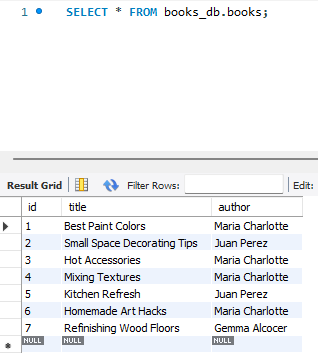 1 SELECT * FROM books_db.books;
Result Grid Filter Rows: Edit:
id title author
1 Best Paint Colors Maria Charlotte
2 Small Space Decorating Tips Juan Perez
3 Hot Accessories Maria Charlotte
4 Mixing Textures Maria Charlotte
5 Kitchen Refresh Juan Perez
6 Homemade Art Hacks Maria Charlotte
7 Refinishing Wood Floors Gemma Alcocer
NULL NULL NULL